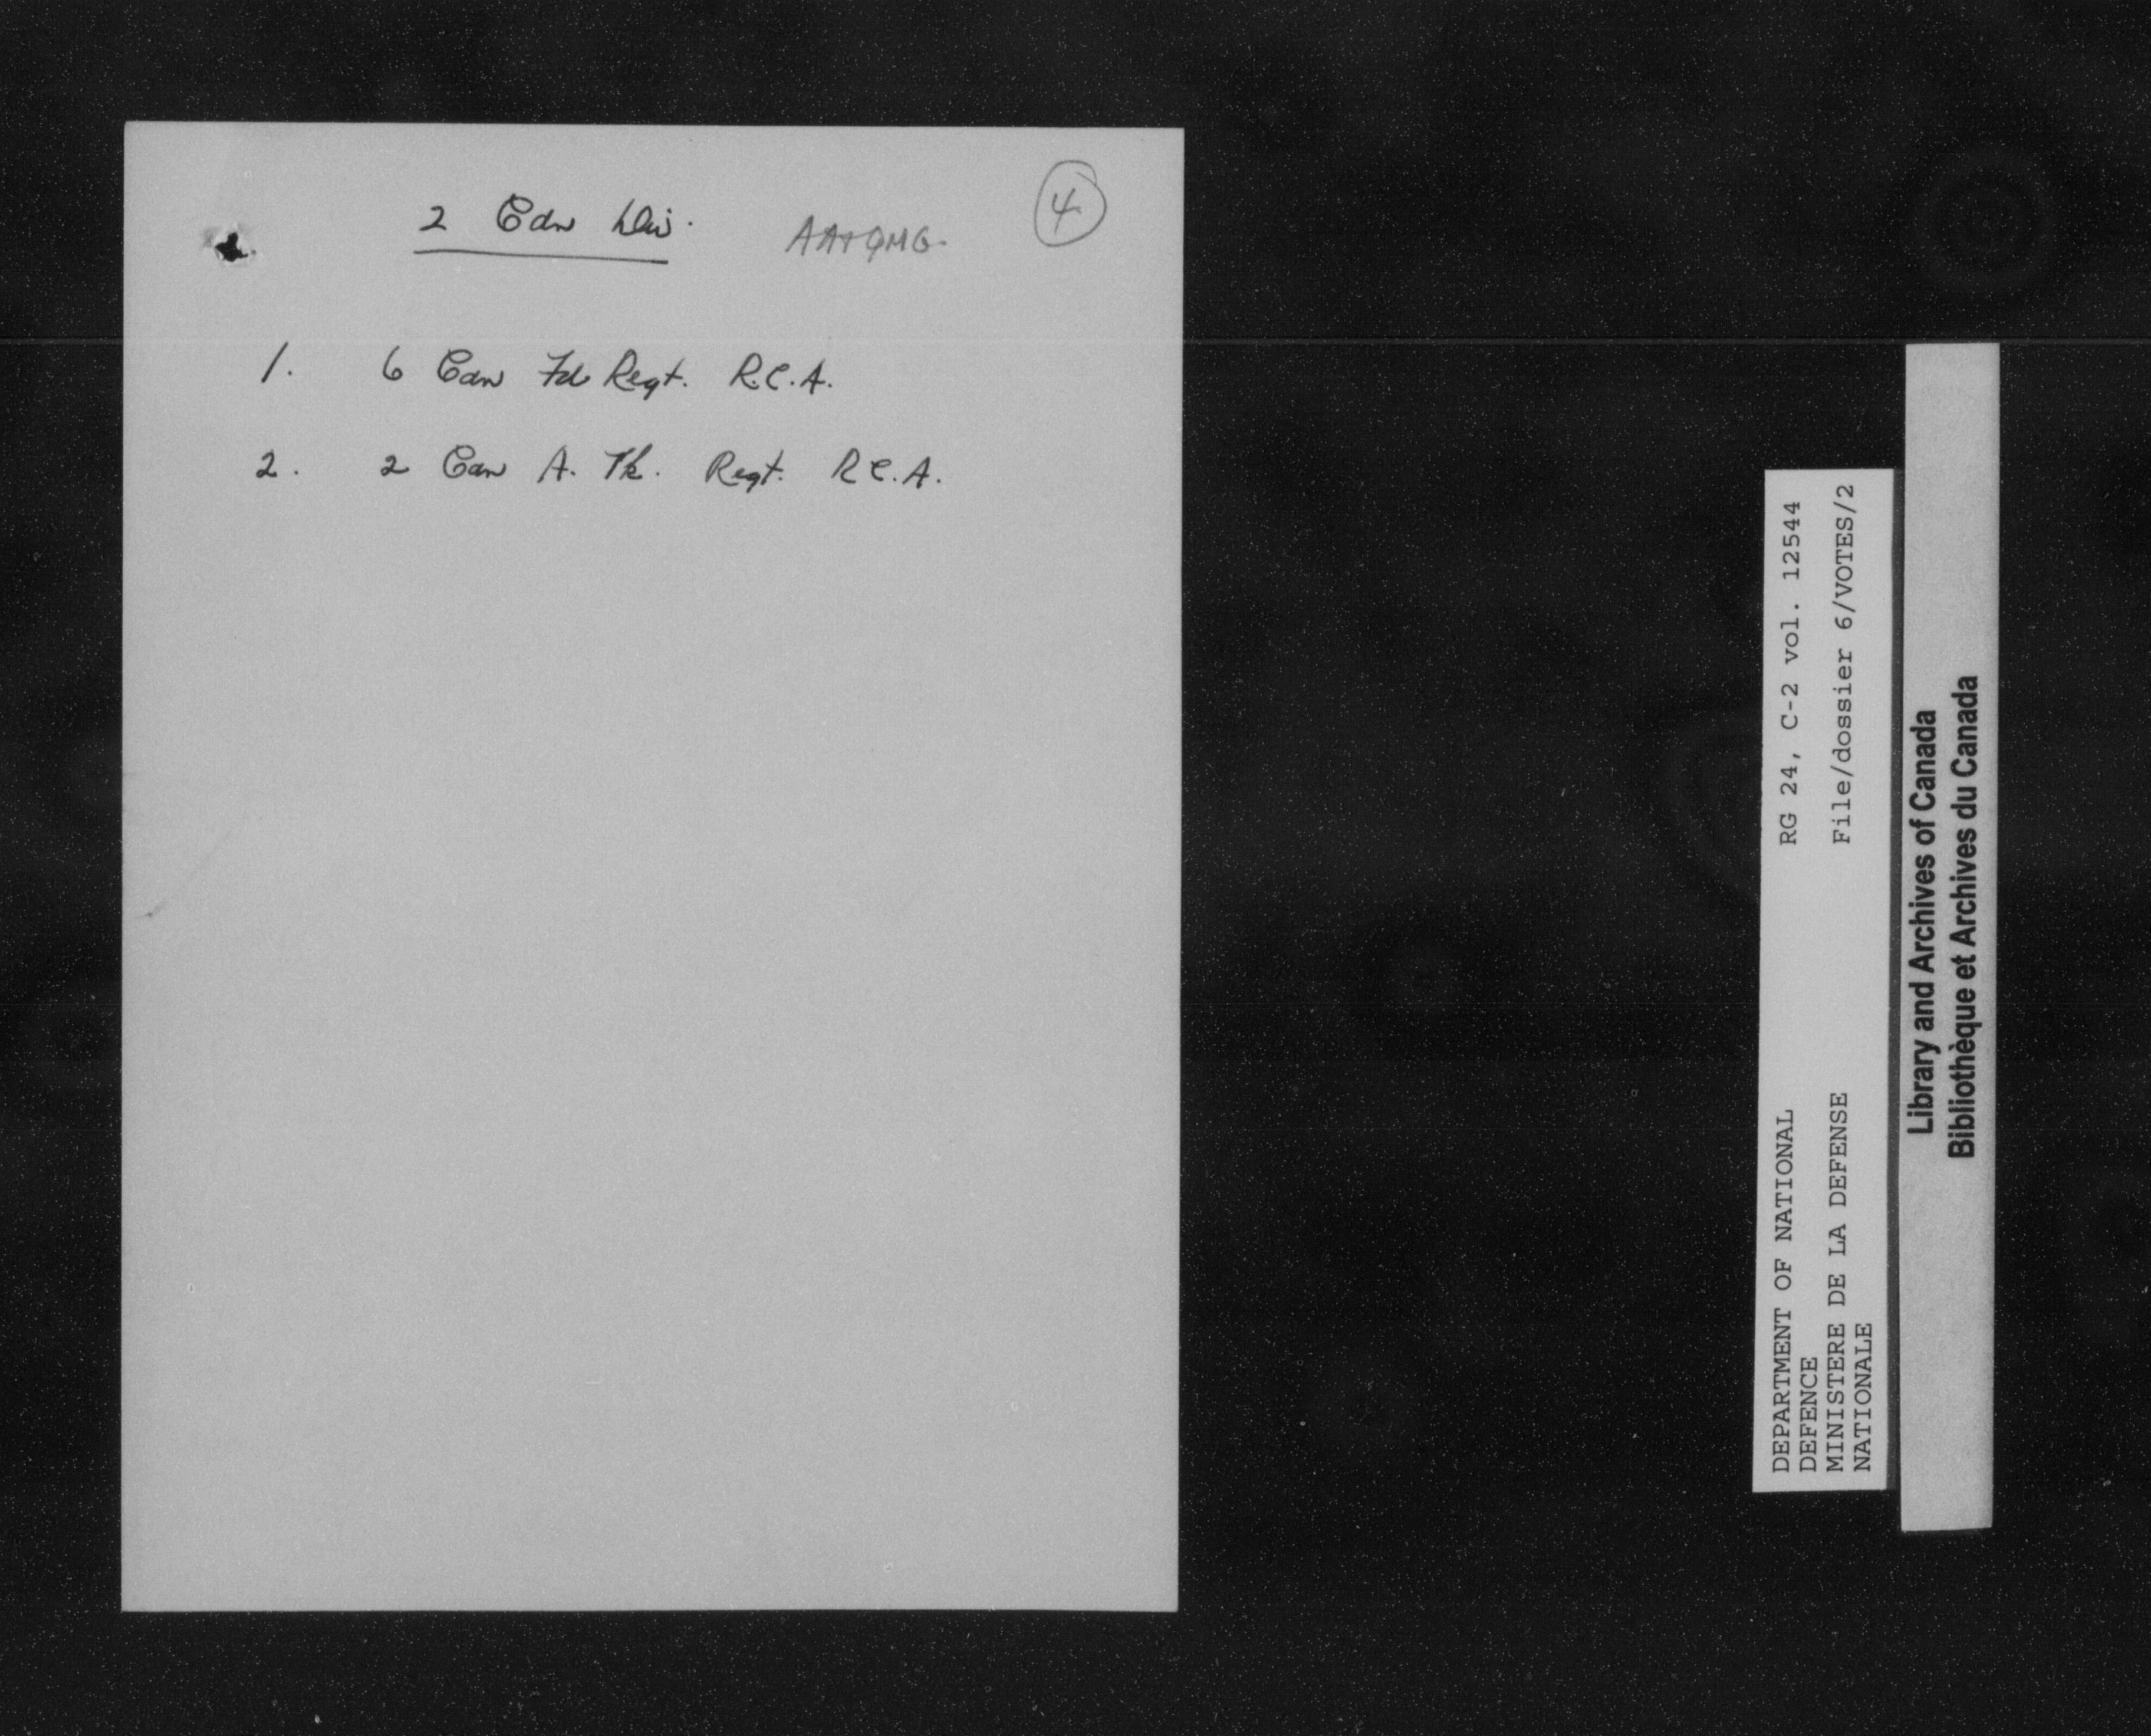 2 Cdn Div.
AA+QMG.
4
1. 6 Cdn Fd Regt. R.C.A.
2. 2 Cdn A. Tk. Regt. R.C.A.
RG 24, C-2 vol. 12544
File/dossier 6/VOTES/2
DEPARTMENT OF NATIONAL
DEFENCE
MINISTERE DE LA DEFENSE
NATIONALE
Library and Archives of Canada
Bibliothèque et Archives du Canada